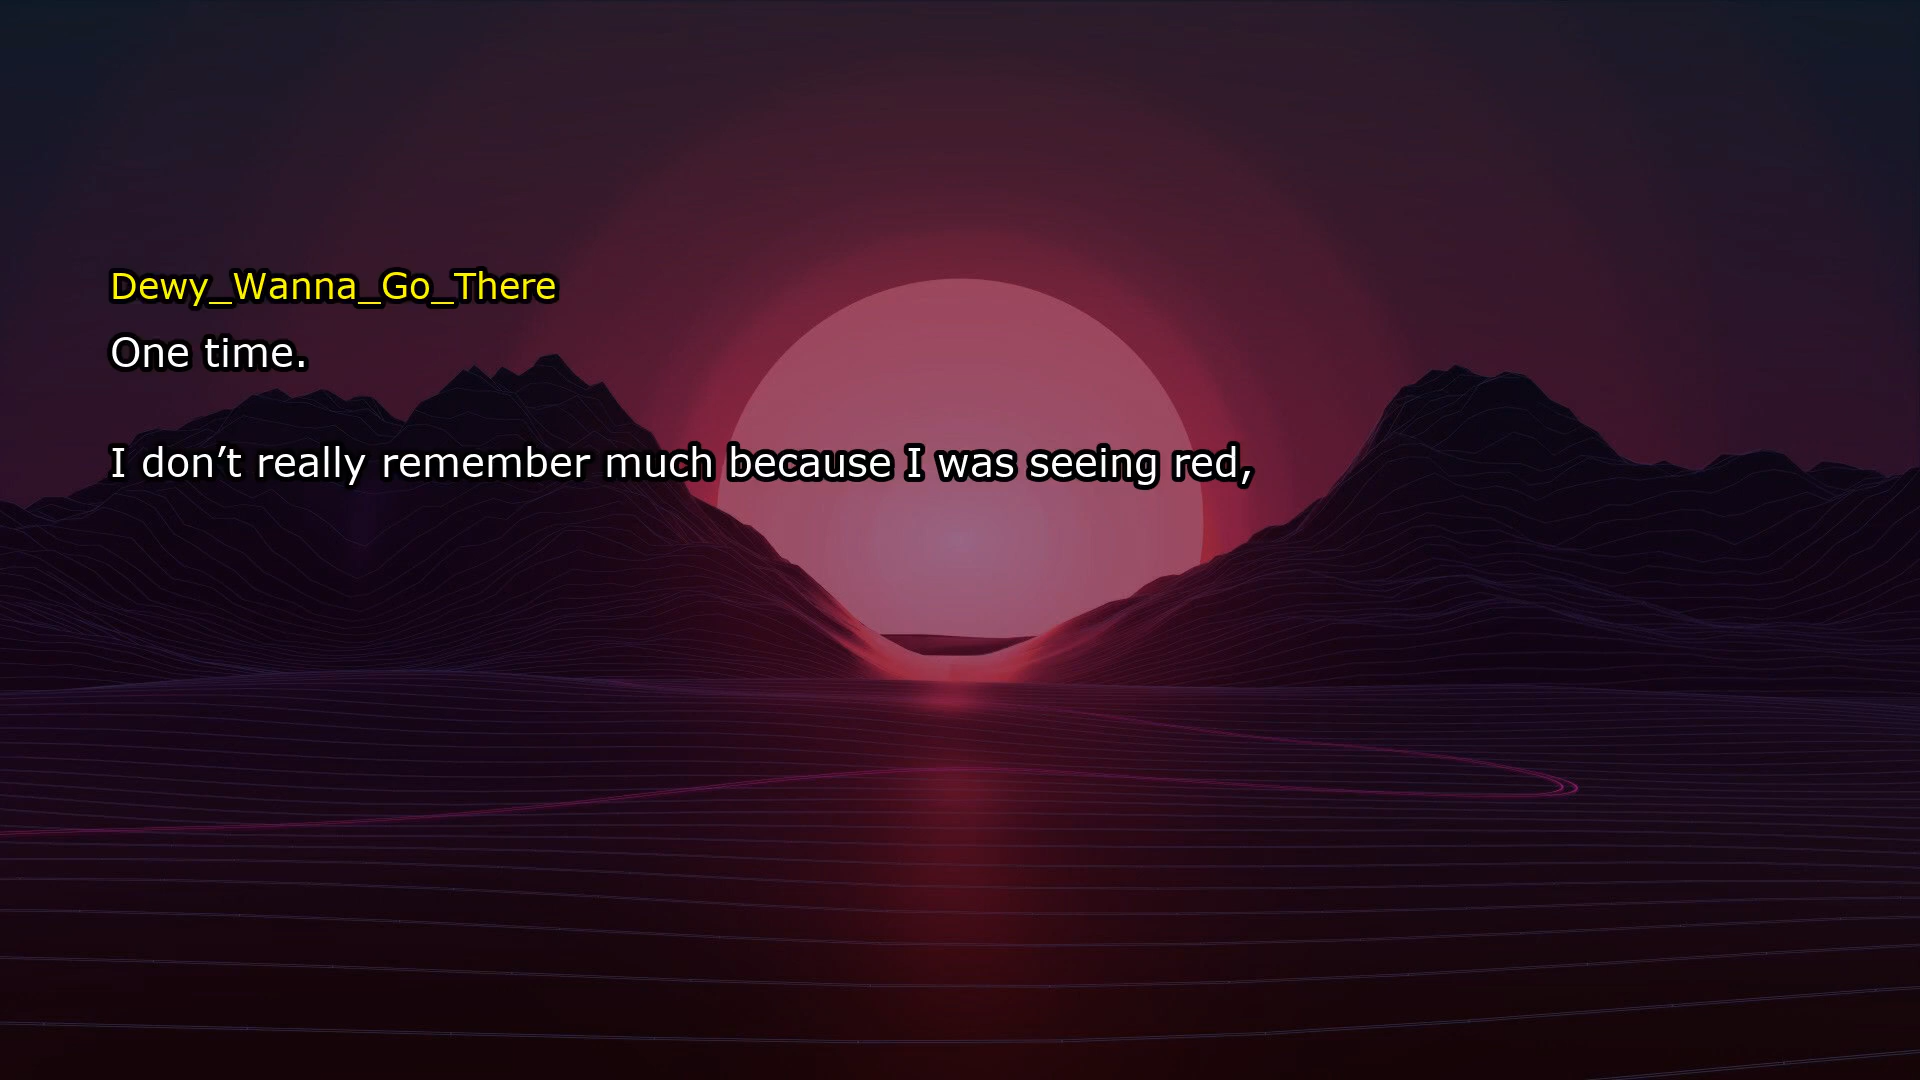 Dewy_Wanna_Go_There
One time.
I don’t really remember much because I was seeing red,